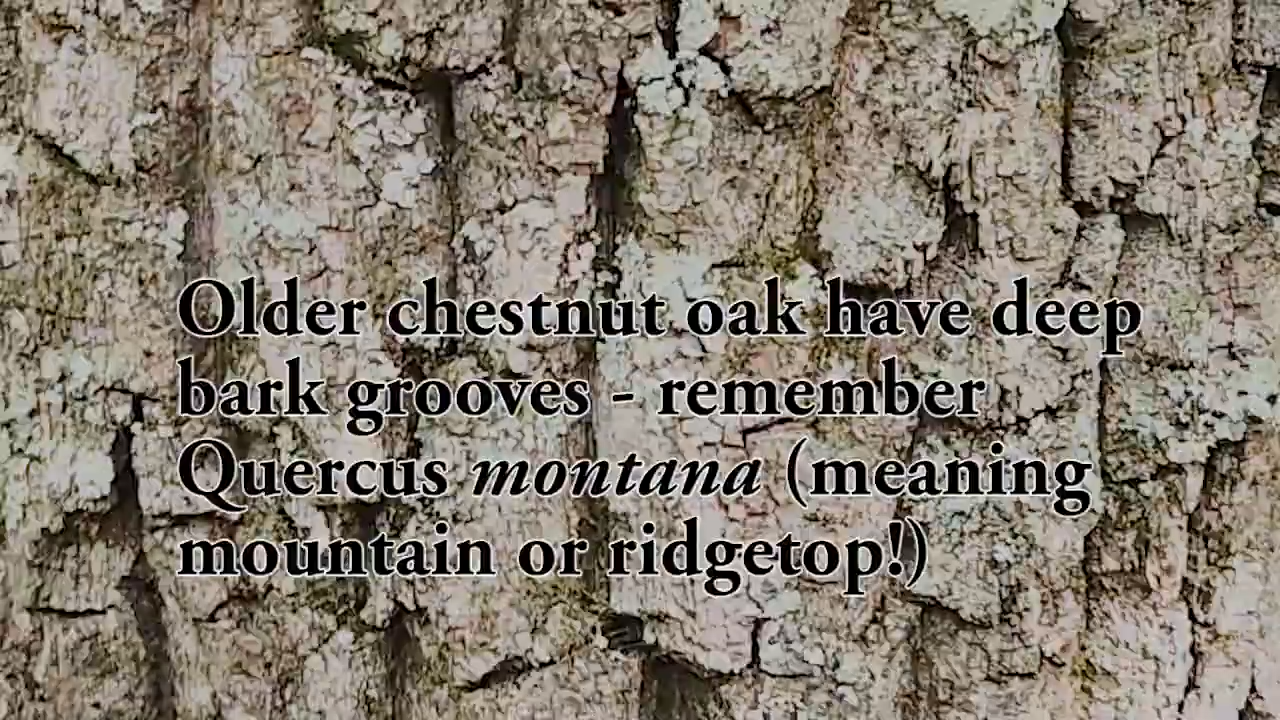 Older chestnut oak have deep
bark grooves - remember
Quercus montana (meaning
mountain or ridgetop!)